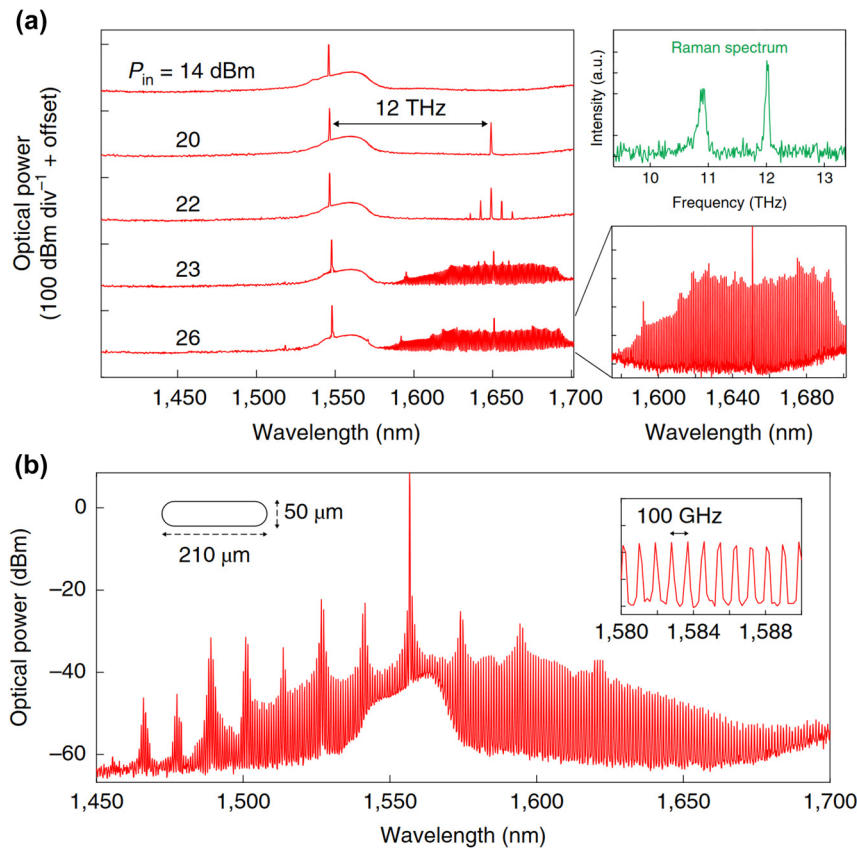 (a)
Optical power
(100 dBm div⁻¹ + offset)
P_in = 14 dBm
20
22
23
26
12 THz
1,450
1,500
1,550
1,600
1,650
1,700
Wavelength (nm)
Raman spectrum
Intensity (a.u.)
10
11
12
13
Frequency (THz)
1,600
1,640
1,680
Wavelength (nm)
(b)
Optical power (dBm)
0
−20
−40
−60
50 μm
210 μm
100 GHz
1,580
1,584
1,588
1,450
1,500
1,550
1,600
1,650
1,700
Wavelength (nm)